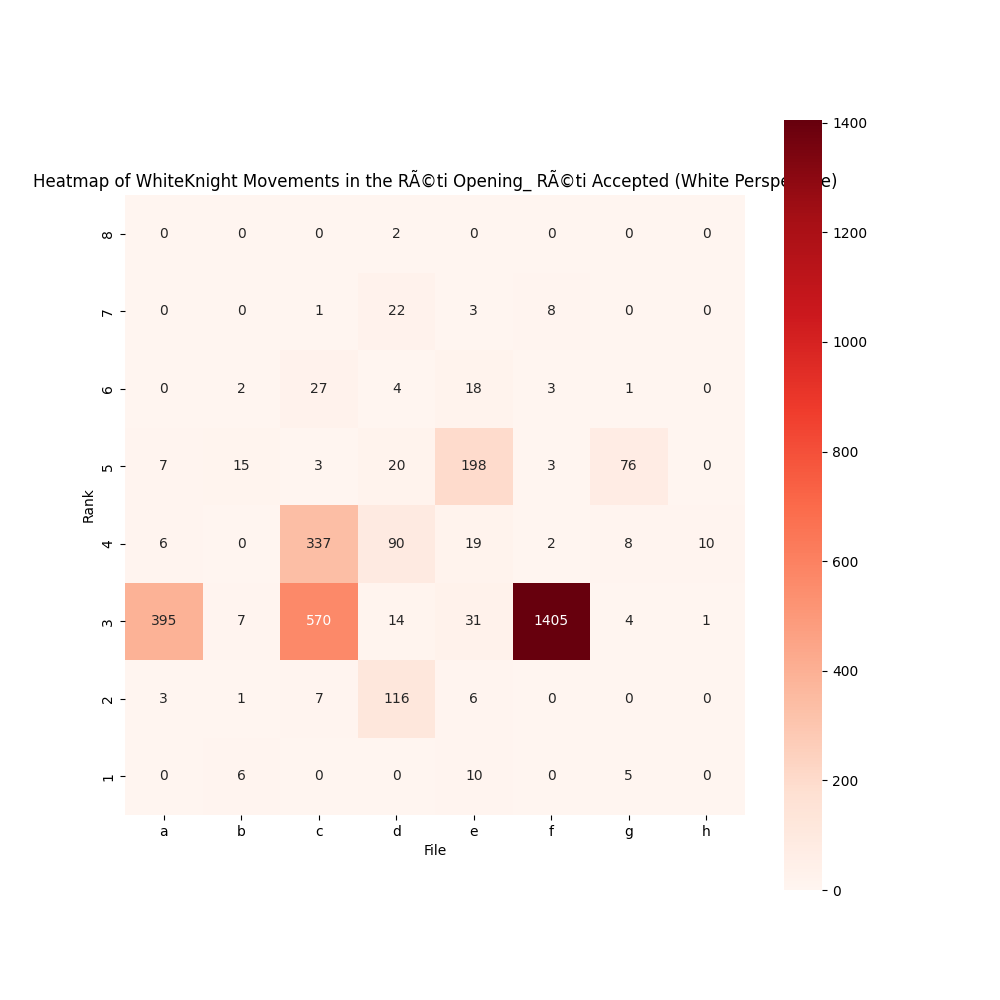 1400
Heatmap of WhiteKnight Movements in the RÃ©ti Opening_ RÃ©ti Accepted (White Perspe e)
8 0 0 0 2 0 0 0 0
1200
7 0 0 1 22 3 8 0 0
1000
6 0 2 27 4 18 3 1 0
800
5 7 15 3 20 198 3 76 0
Rank
4 6 0 337 90 19 2 8 10
600
3 395 7 570 14 31 1405 4 1
400
2 3 1 7 116 6 0 0 0
200
1 0 6 0 0 10 0 5 0
a b c d e f g h
File
0